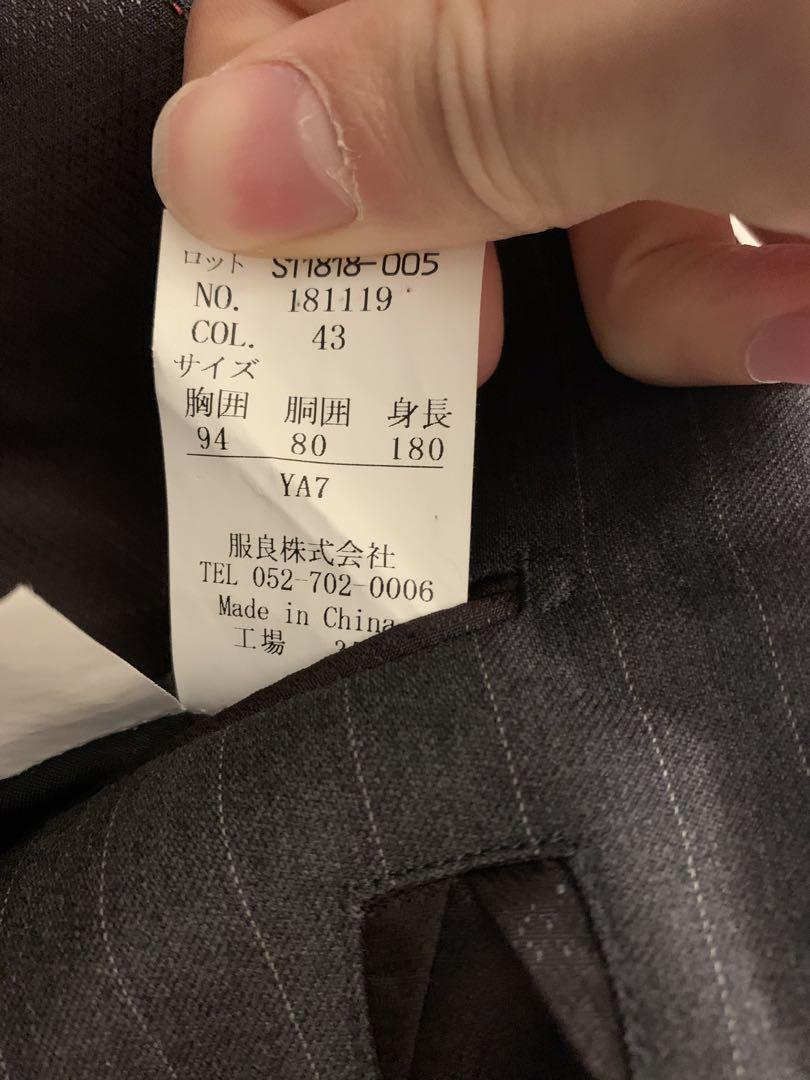 ロット S11818-005
NO. 181119
COL. 43
サイズ
胸囲 胴囲 身長
94 80 180
YA7
服良株式会社
TEL 052-702-0006
Made in China
工場